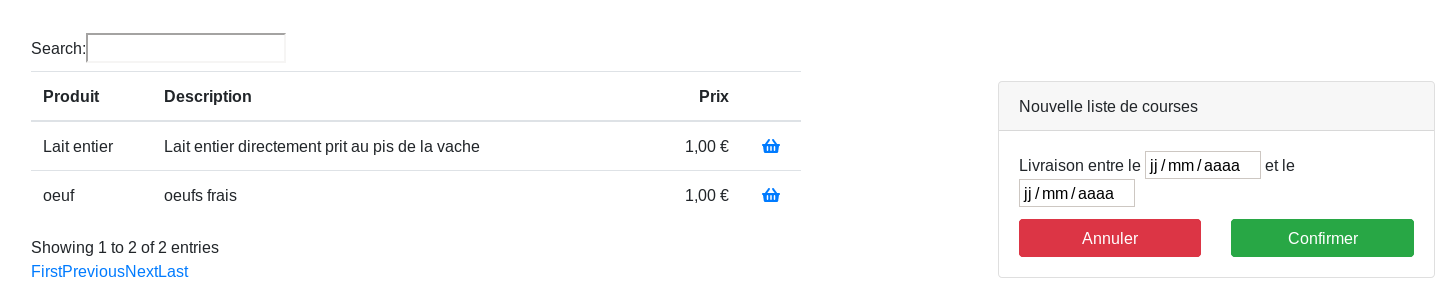 Search:
Produit Description Prix
Lait entier Lait entier directement prit au pis de la vache 1,00 €
oeuf oeufs frais 1,00 €
Showing 1 to 2 of 2 entries
FirstPreviousNextLast
Nouvelle liste de courses
Livraison entre le jj/mm/aaaa et le
jj/mm/aaaa
Annuler Confirmer